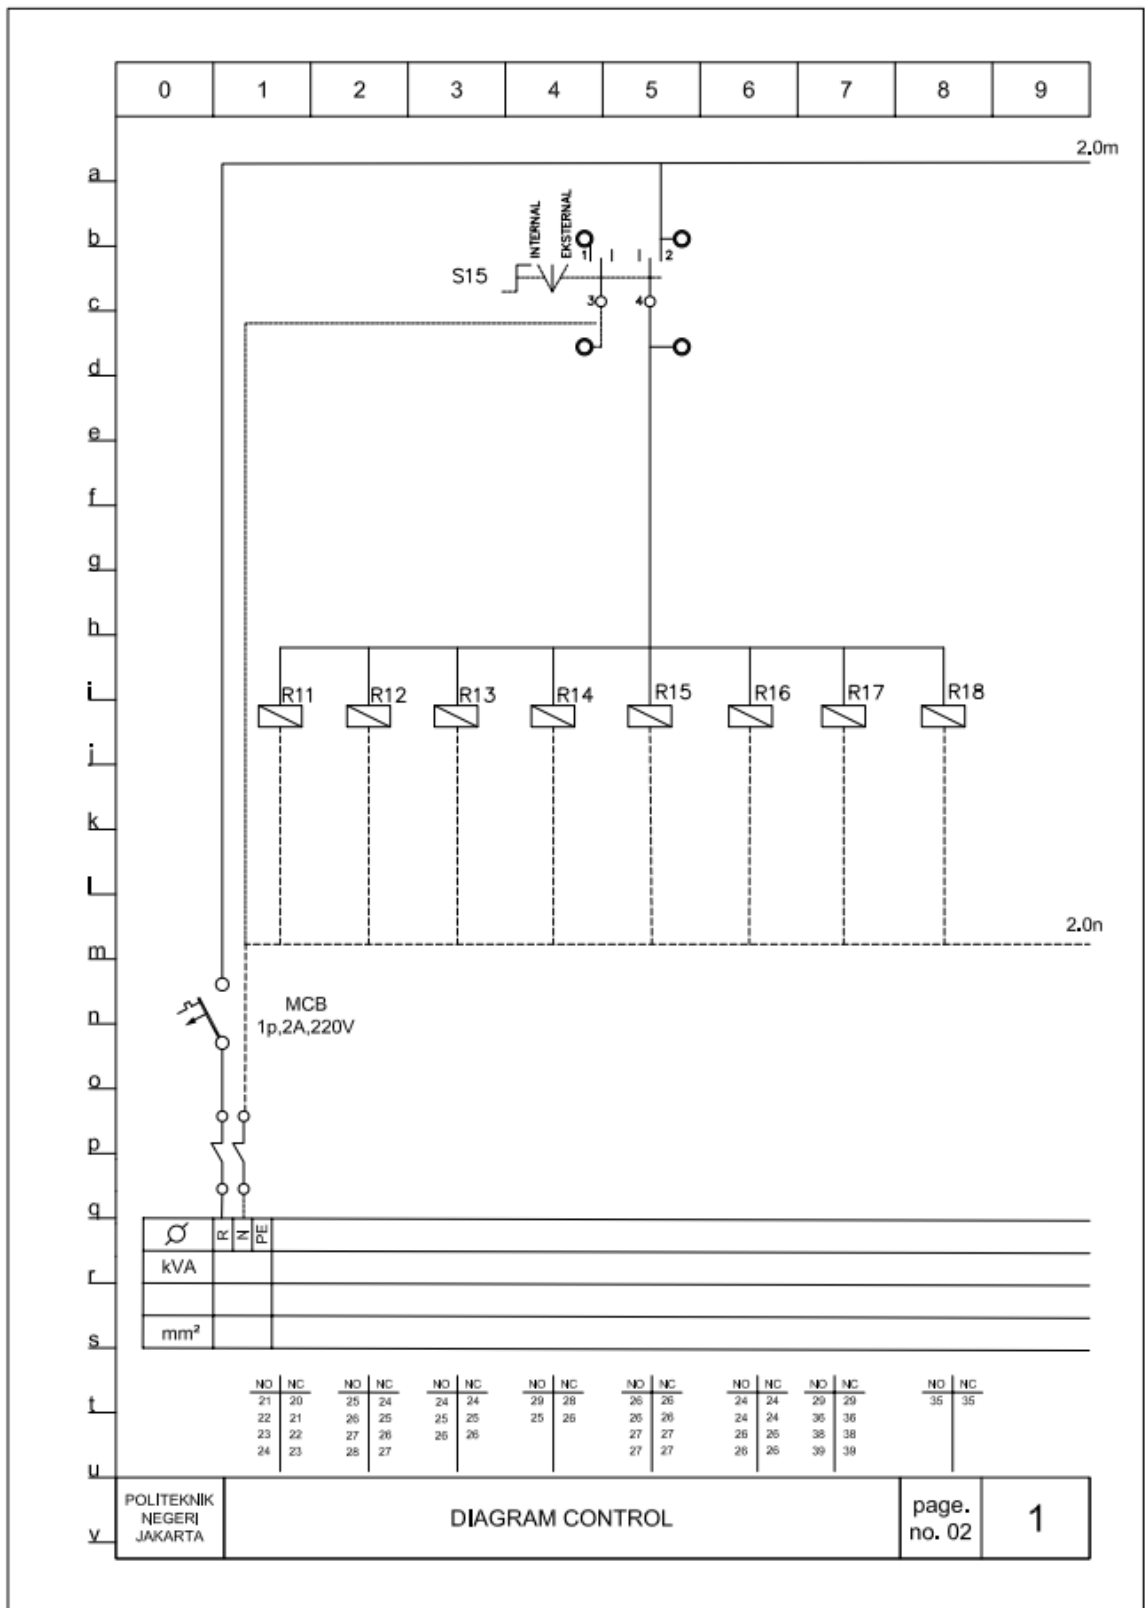 0 1 2 3 4 5 6 7 8 9
2.0m
a
b
c
d
e
f
g
h
i
j
k
l
m
n
o
p
q
r
s
t
u
v
INTERNAL
EKSTERNAL
1 2
S15
3 4
R11 R12 R13 R14 R15 R16 R17 R18
2.0n
MCB
1p,2A,220V
R N PE
kVA
mm²
NO NC
21 20
22 21
23 22
24 23
NO NC
25 24
26 25
27 26
28 27
NO NC
24 24
25 25
26 26
NO NC
29 28
25 26
NO NC
26 26
26 26
27 27
27 27
NO NC
24 24
24 24
26 26
26 26
NO NC
29 29
36 36
38 38
39 39
NO NC
35 35
POLITEKNIK
NEGERI
JAKARTA
DIAGRAM CONTROL
page.
no. 02
1